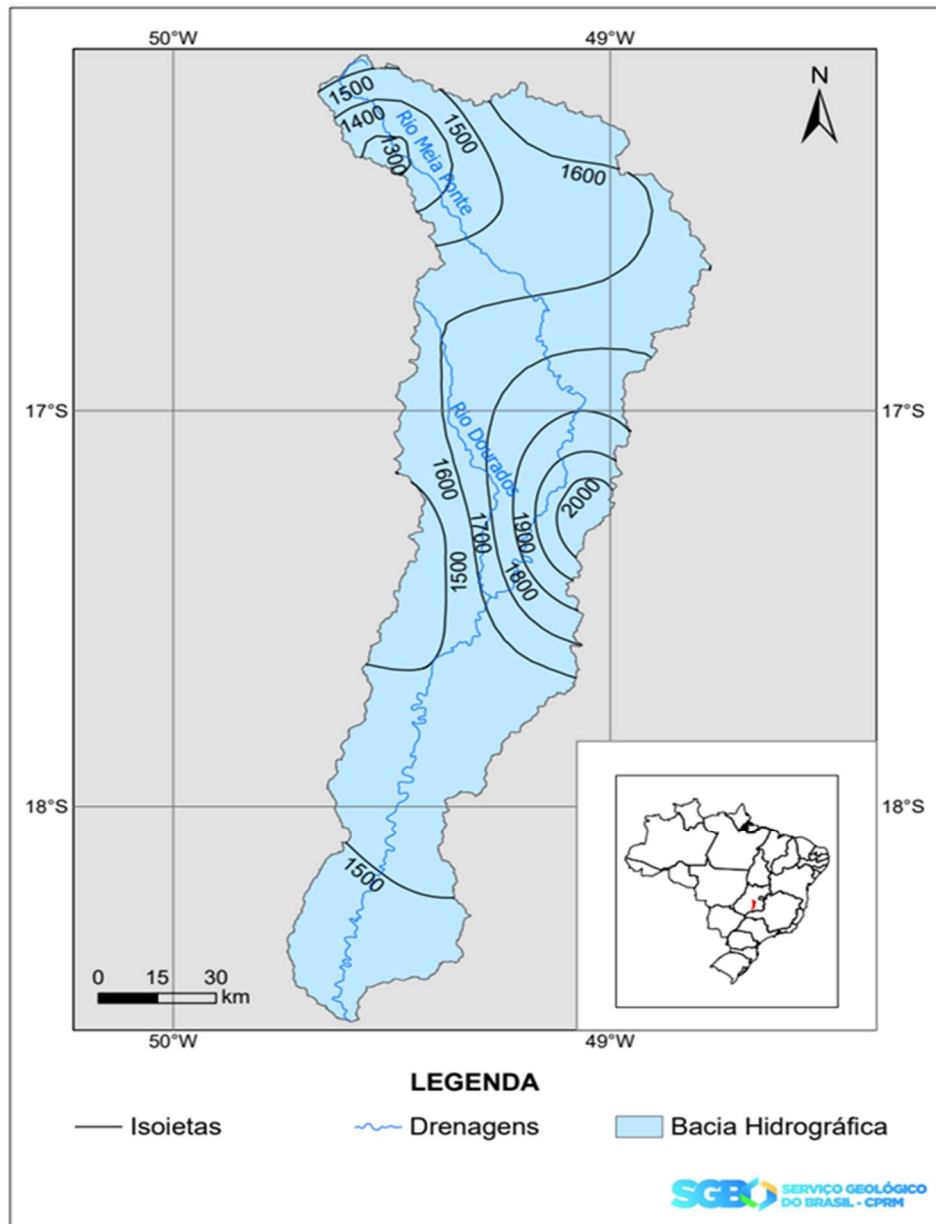 50°W 49°W
N
1500
1400
1300
Rio Meia Ponte
1500
1600
17°S 17°S
Rio Dourados
1600
1500
1700
1900
1800
2000
18°S 18°S
1500
0 15 30
km
50°W 49°W
LEGENDA
Isoietas Drenagens Bacia Hidrográfica
SGB SERVIÇO GEOLÓGICO
DO BRASIL - CPRM